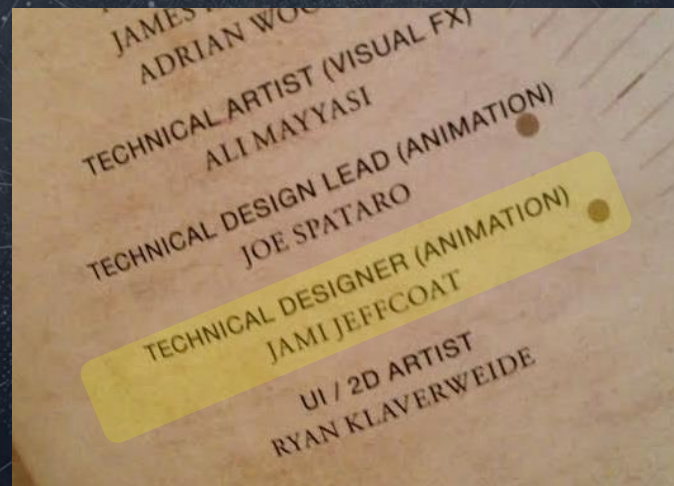 JAMES
ADRIAN
TECHNICAL ARTIST (VISUAL FX)
ALI MAYYASI
TECHNICAL DESIGN LEAD (ANIMATION)
JOE SPATARO
TECHNICAL DESIGNER (ANIMATION)
JAMI JEFFCOAT
UI / 2D ARTIST
RYAN KLAVERWEIDE